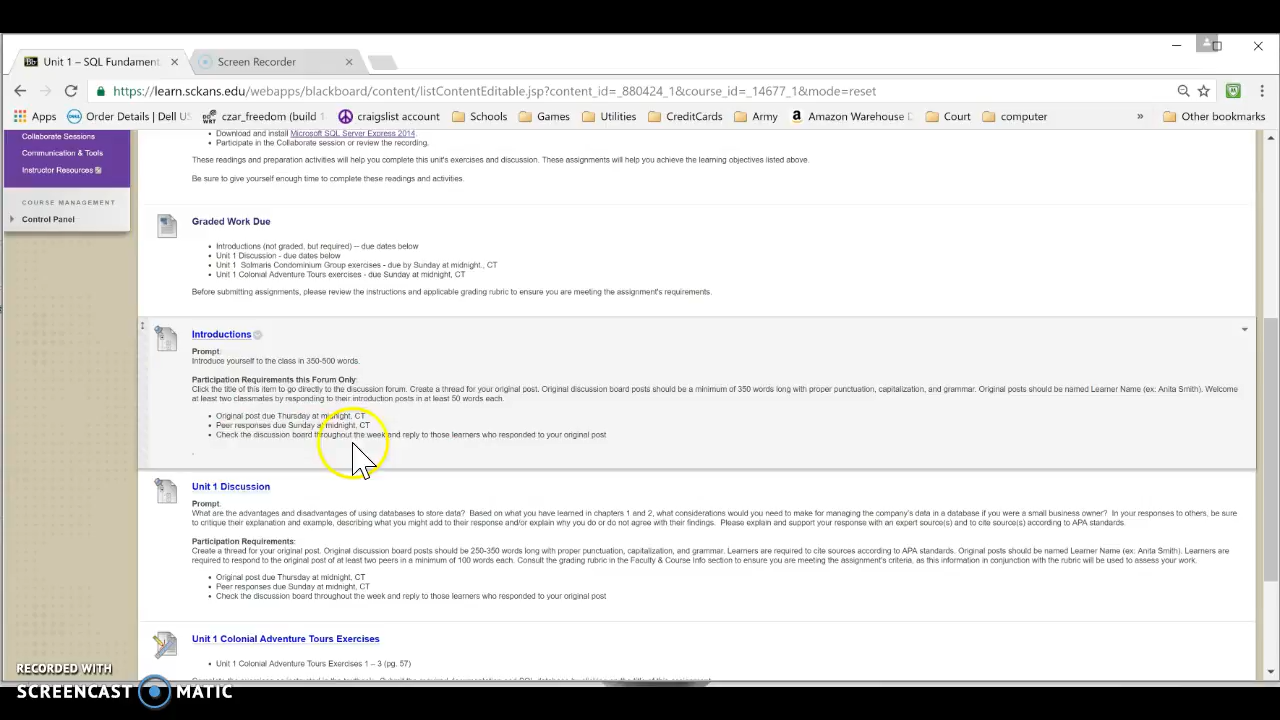 Unit 1 – SQL Fundament
Screen Recorder
https://learn.sckans.edu/webapps/blackboard/content/listContentEditable.jsp?content_id=_880424_1&course_id=_14677_1&mode=reset
Apps
Order Details | Dell U
czar_freedom (build 1
craigslist account
Schools
Games
Utilities
CreditCards
Army
Amazon Warehouse D
Court
computer
»
Other bookmarks
Collaborate Sessions
Communication & Tools
Instructor Resources
COURSE MANAGEMENT
Control Panel
Download and install Microsoft SQL Server Express 2014.
Participate in the Collaborate session or review the recording.
These readings and preparation activities will help you complete this unit's exercises and discussion. These assignments will help you achieve the learning objectives listed above.
Be sure to give yourself enough time to complete these readings and activities.
Graded Work Due
Introductions (not graded, but required) – due dates below
Unit 1 Discussion - due dates below
Unit 1 Solmaris Condominium Group exercises - due by Sunday at midnight., CT
Unit 1 Colonial Adventure Tours exercises - due Sunday at midnight, CT
Before submitting assignments, please review the instructions and applicable grading rubric to ensure you are meeting the assignment's requirements.
Introductions
Prompt:
Introduce yourself to the class in 350-500 words.
Participation Requirements this Forum Only:
Click the title of this item to go directly to the discussion forum. Create a thread for your original post. Original discussion board posts should be a minimum of 350 words long with proper punctuation, capitalization, and grammar. Original posts should be named Learner Name (ex: Anita Smith). Welcome
at least two classmates by responding to their introduction posts in at least 50 words each.
Original post due Thursday at midnight, CT
Peer responses due Sunday at midnight, CT
Check the discussion board throughout the week and reply to those learners who responded to your original post
.
Unit 1 Discussion
Prompt:
What are the advantages and disadvantages of using databases to store data? Based on what you have learned in chapters 1 and 2, what considerations would you need to make for managing the company's data in a database if you were a small business owner? In your responses to others, be sure
to critique their explanation and example, describing what you might add to their response and/or explain why you do or do not agree with their findings. Please explain and support your response with an expert source(s) and to cite source(s) according to APA standards.
Participation Requirements:
Create a thread for your original post. Original discussion board posts should be 250-350 words long with proper punctuation, capitalization, and grammar. Learners are required to cite sources according to APA standards. Original posts should be named Learner Name (ex: Anita Smith). Learners are
required to respond to the original post of at least two peers in a minimum of 100 words each. Consult the grading rubric in the Faculty & Course Info section to ensure you are meeting the assignment's criteria, as this information in conjunction with the rubric will be used to assess your work.
Original post due Thursday at midnight, CT
Peer responses due Sunday at midnight, CT
Check the discussion board throughout the week and reply to those learners who responded to your original post
Unit 1 Colonial Adventure Tours Exercises
Unit 1 Colonial Adventure Tours Exercises 1 – 3 (pg. 57)
RECORDED WITH
SCREENCAST MATIC